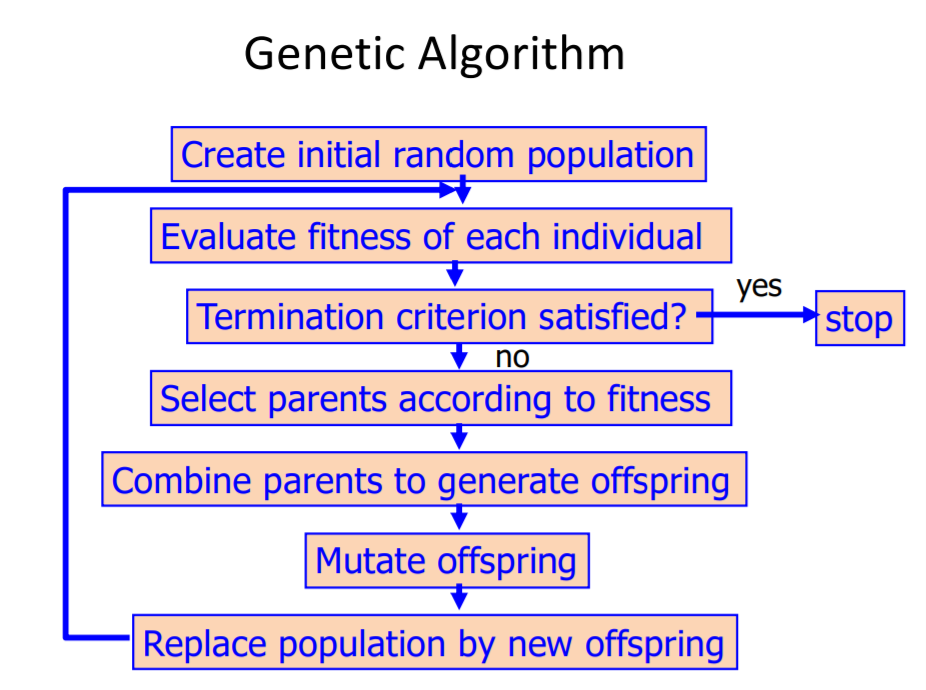 Genetic Algorithm
Create initial random population
Evaluate fitness of each individual
yes
Termination criterion satisfied?
stop
no
Select parents according to fitness
Combine parents to generate offspring
Mutate offspring
Replace population by new offspring